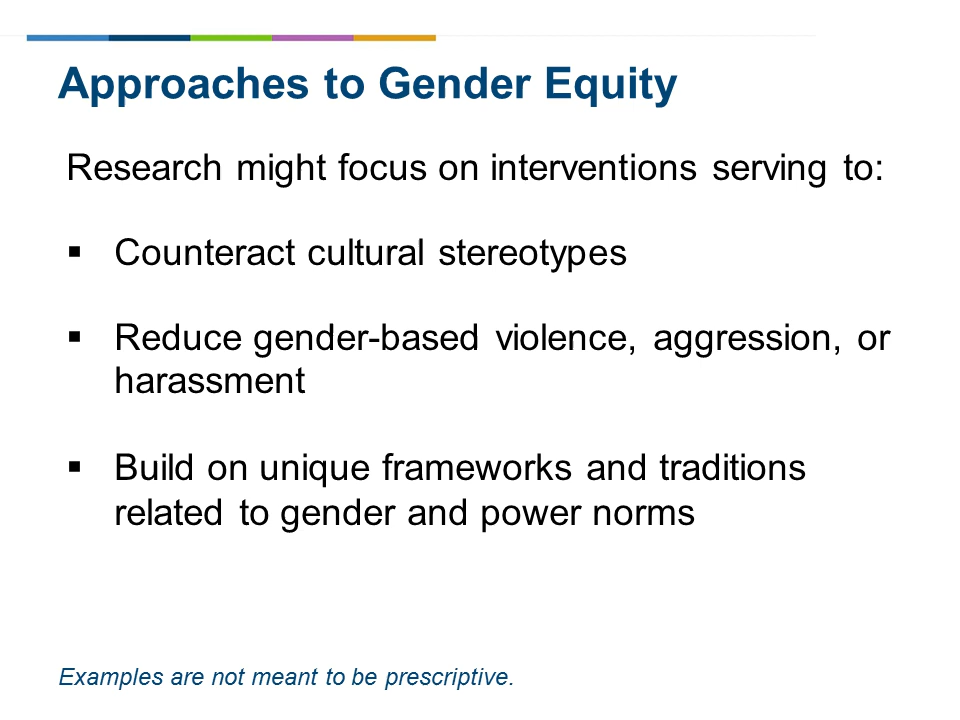 Approaches to Gender Equity
Research might focus on interventions serving to:
▪ Counteract cultural stereotypes
▪ Reduce gender-based violence, aggression, or
harassment
▪ Build on unique frameworks and traditions
related to gender and power norms
Examples are not meant to be prescriptive.